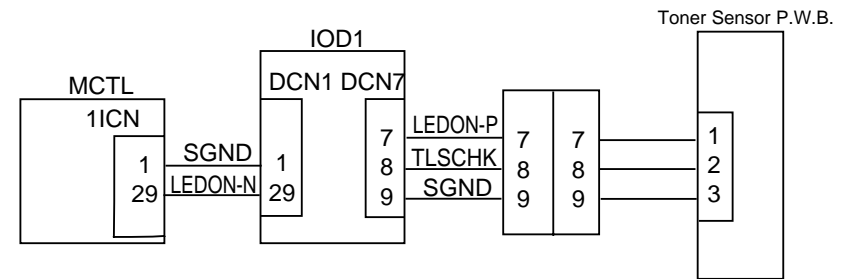 Toner Sensor P.W.B.
IOD1
MCTL
DCN1 DCN7
1ICN
7 LEDON-P 7 7 1
1 SGND 1 8 TLSCHK 8 8 2
29 LEDON-N 29 9 SGND 9 9 3